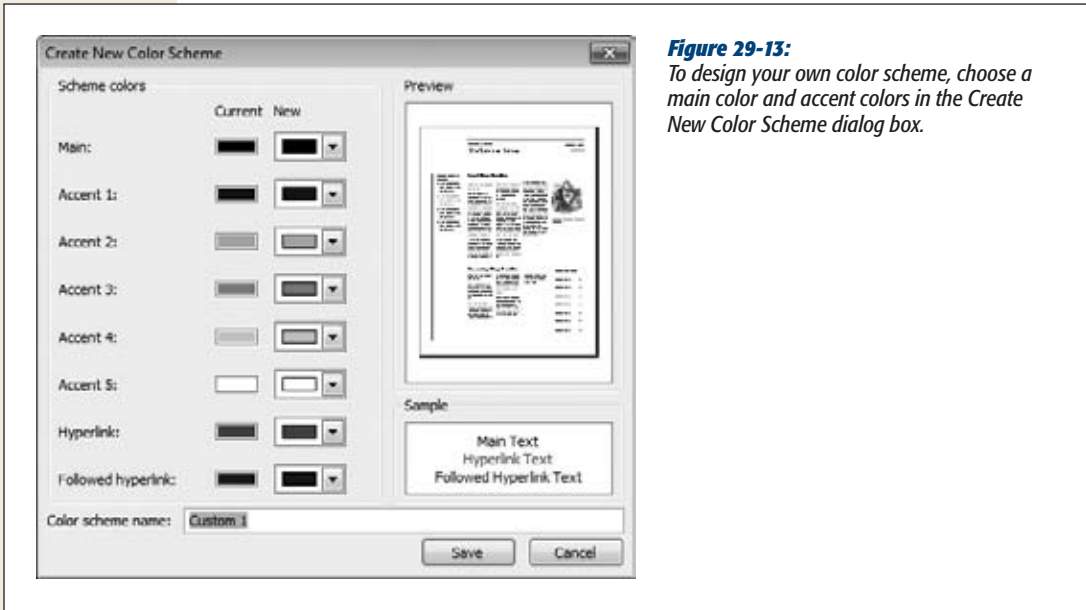 Create New Color Scheme
Scheme colors
Current New
Main:
Accent 1:
Accent 2:
Accent 3:
Accent 4:
Accent 5:
Hyperlink:
Followed hyperlink:
Preview
Sample
Main Text
Hyperlink Text
Followed Hyperlink Text
Color scheme name: Custom 1
Save Cancel
Figure 29-13:
To design your own color scheme, choose a
main color and accent colors in the Create
New Color Scheme dialog box.